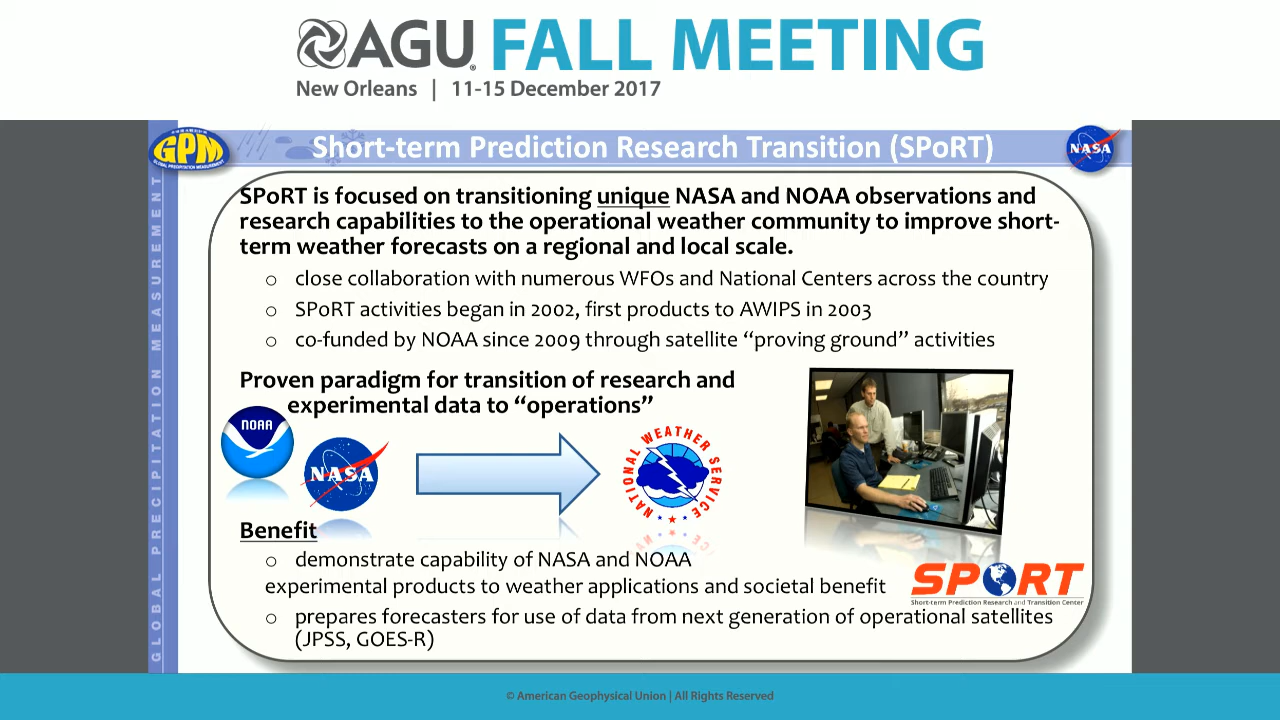 AGU FALL MEETING
New Orleans | 11-15 December 2017
GPM
GLOBAL PRECIPITATION MEASUREMENT
Short-term Prediction Research Transition (SPoRT)
NASA
GLOBAL PRECIPITATION MEASUREMENT
SPoRT is focused on transitioning unique NASA and NOAA observations and
research capabilities to the operational weather community to improve short-
term weather forecasts on a regional and local scale.
o close collaboration with numerous WFOs and National Centers across the country
o SPoRT activities began in 2002, first products to AWIPS in 2003
o co-funded by NOAA since 2009 through satellite “proving ground” activities
Proven paradigm for transition of research and
experimental data to “operations”
NOAA
NASA
NATIONAL WEATHER SERVICE
Benefit
o demonstrate capability of NASA and NOAA
experimental products to weather applications and societal benefit
SPORT
Short-term Prediction Research and Transition Center
o prepares forecasters for use of data from next generation of operational satellites
(JPSS, GOES-R)
© American Geophysical Union | All Rights Reserved